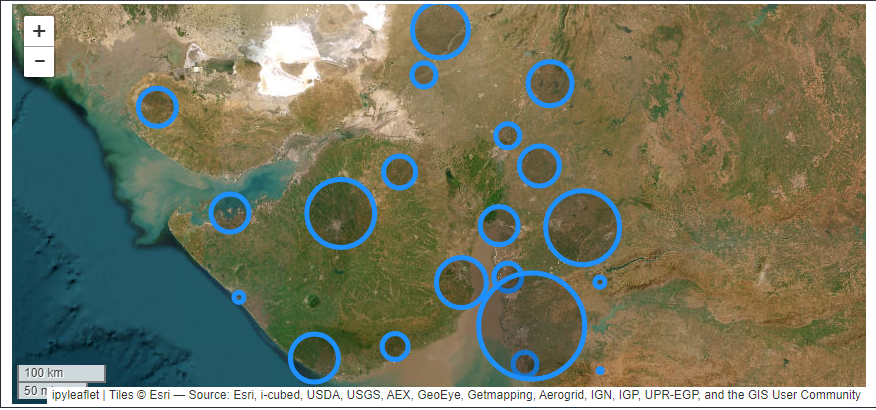 +
−
100 km
50 m
ipyleaflet | Tiles © Esri — Source: Esri, i-cubed, USDA, USGS, AEX, GeoEye, Getmapping, Aerogrid, IGN, IGP, UPR-EGP, and the GIS User Community